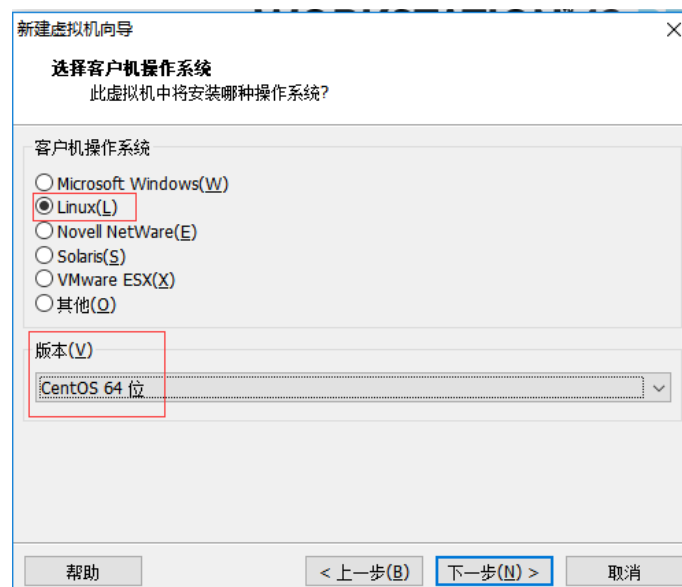 新建虚拟机向导
选择客户机操作系统
此虚拟机中将安装哪种操作系统?
客户机操作系统
Microsoft Windows(W)
Linux(L)
Novell NetWare(E)
Solaris(S)
VMware ESX(X)
其他(O)
版本(V)
CentOS 64 位
帮助
< 上一步(B)
下一步(N) >
取消